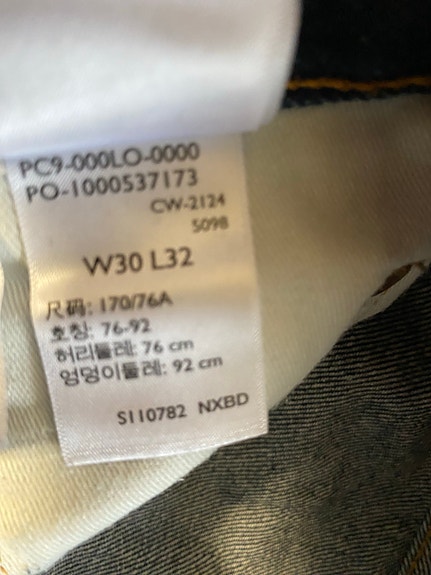 PC9-000LO-0000
PO-1000537173
CW-2124
5098
W30 L32
尺码: 170/76A
호칭: 76-92
허리둘레: 76 cm
엉덩이둘레: 92 cm
S110782 NXBD